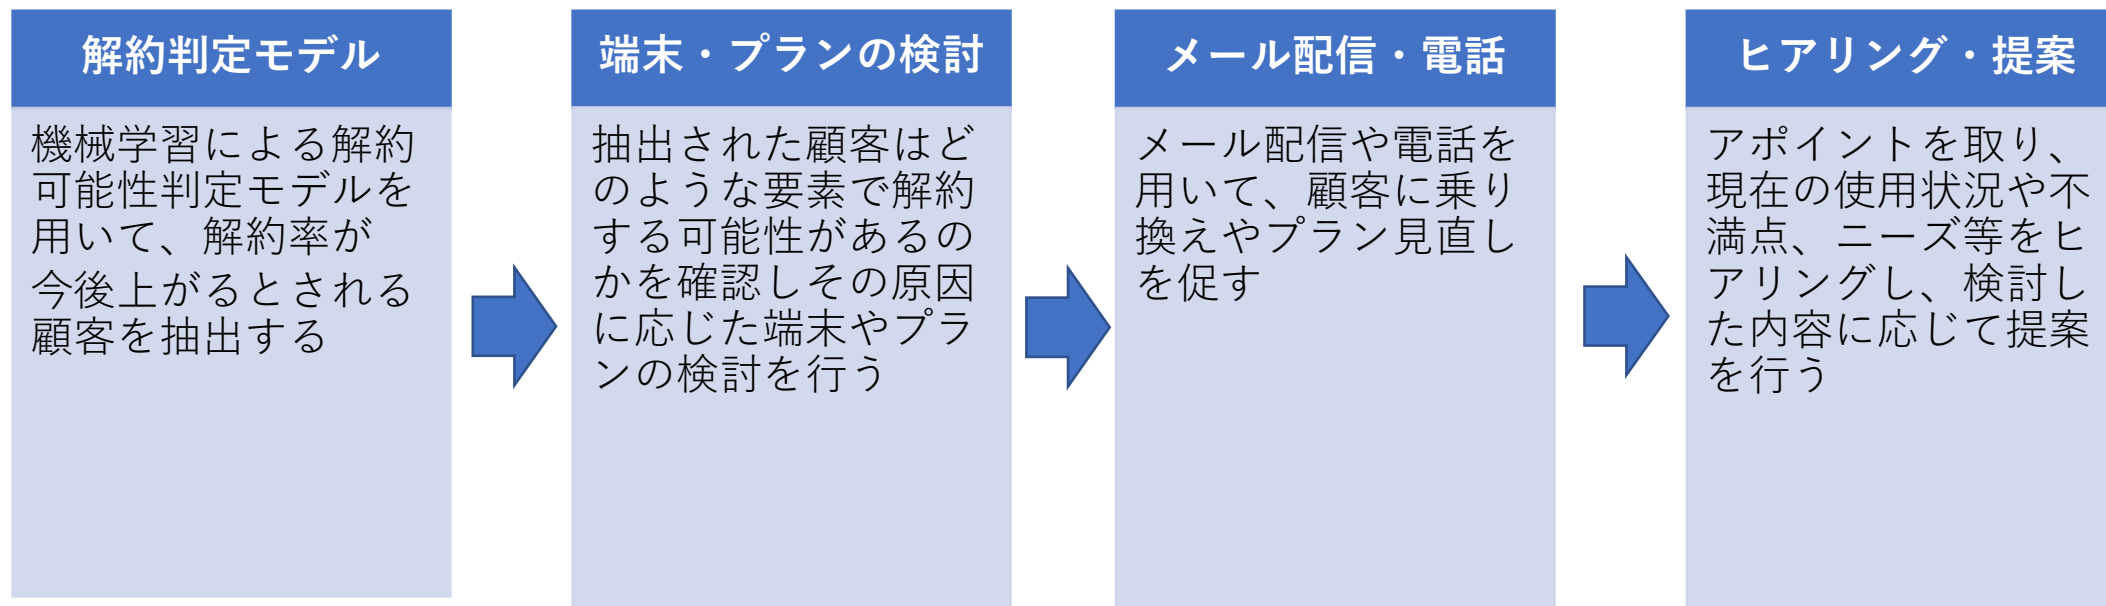 解約判定モデル
機械学習による解約
可能性判定モデルを
用いて、解約率が
今後上がるとされる
顧客を抽出する
端末・プランの検討
抽出された顧客はど
のような要素で解約
する可能性があるの
かを確認しその原因
に応じた端末やプラ
ンの検討を行う
メール配信・電話
メール配信や電話を
用いて、顧客に乗り
換えやプラン見直し
を促す
ヒアリング・提案
アポイントを取り、
現在の使用状況や不
満点、ニーズ等をヒ
アリングし、検討し
た内容に応じて提案
を行う